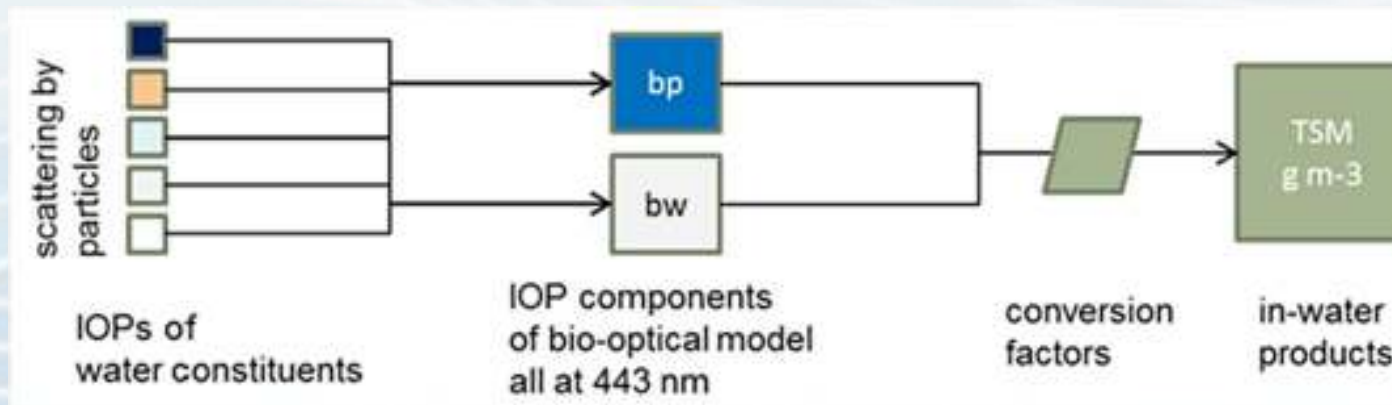 scattering by
particles
bp
bw
TSM
g m-3
IOPs of
water constituents
IOP components
of bio-optical model
all at 443 nm
conversion
factors
in-water
products